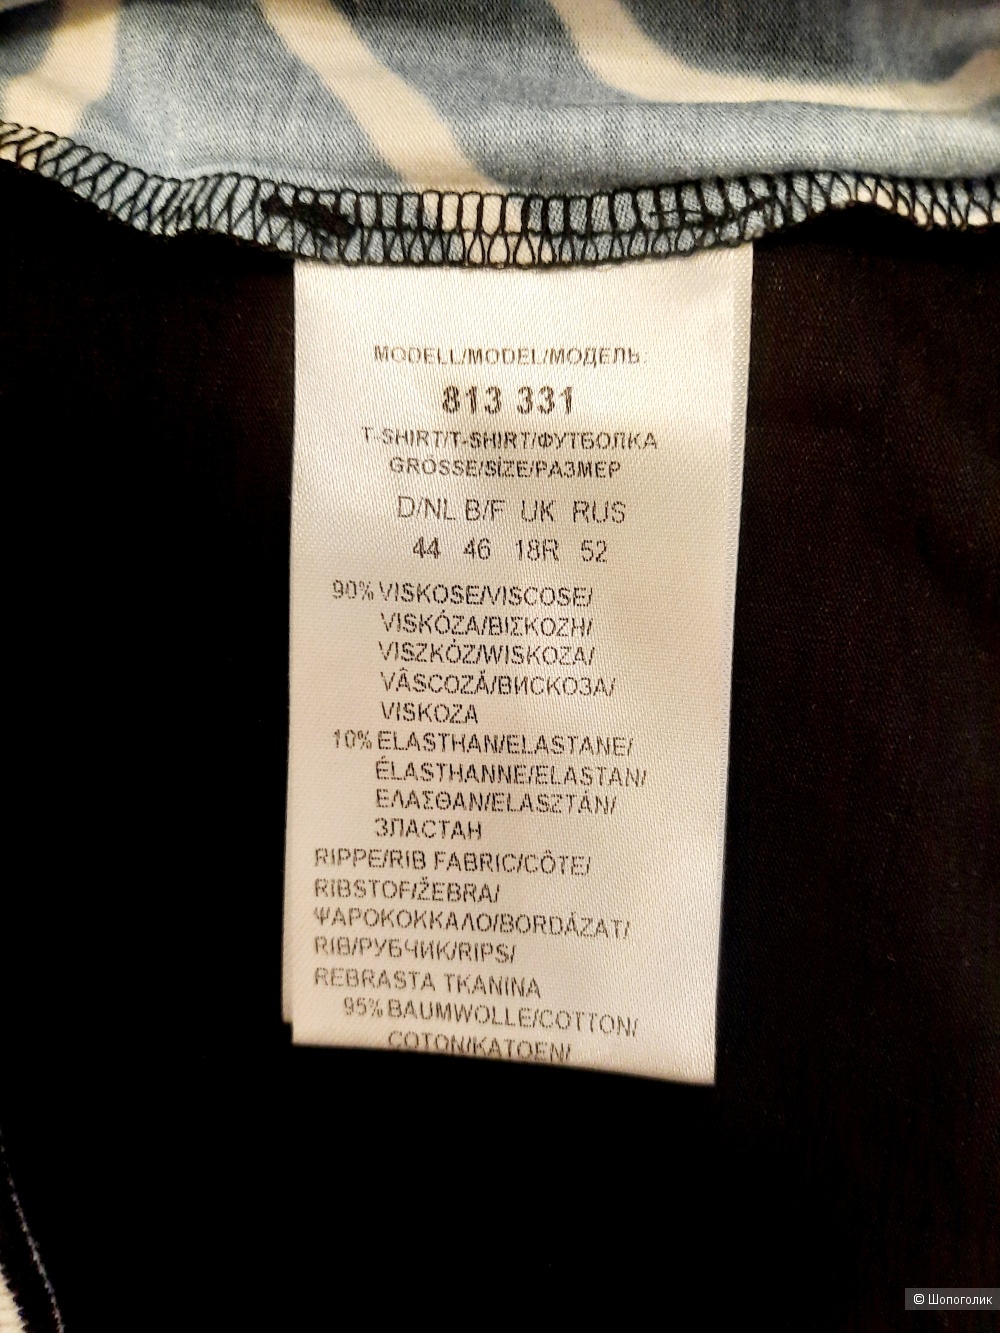 MODELL/MODEL/МОДЕЛЬ:
813 331
T-SHIRT/T-SHIRT/ФУТБОЛКА
GRÖSSE/SIZE/РАЗМЕР
D/NL B/F UK RUS
44 46 18R 52
90% VISKOSE/VISCOSE/
VISKÓZA/ΒΙΣΚΟΖΗ/
VISZKÓZ/WISKOZA/
VÂSCOZĂ/ВИСКОЗА/
VISKOZA
10% ELASTHAN/ELASTANE/
ÉLASTHANNE/ELASTAN/
ΕΛΑΣΘΑΝ/ELASZTÁN/
ЭЛАСТАН
RIPPE/RIB FABRIC/CÔTE/
RIBSTOF/ŽEBRA/
ΨΑΡΟΚΟΚΚΑΛΟ/BORDÁZAT/
RIB/РУБЧИК/RIPS/
REBRASTA TKANINA
95% BAUMWOLLE/COTTON/
COTON/KATOEN/
© Шопоголик